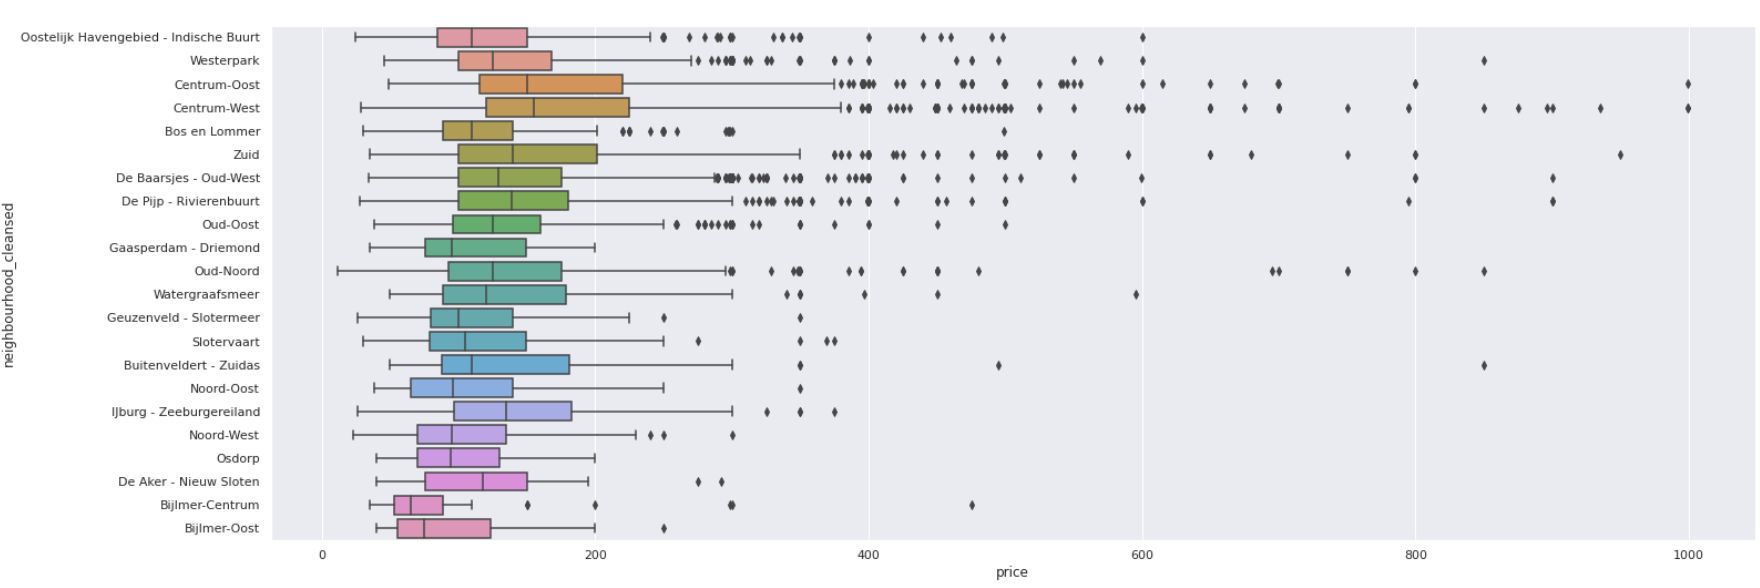 neighbourhood_cleansed
Oostelijk Havengebied - Indische Buurt
Westerpark
Centrum-Oost
Centrum-West
Bos en Lommer
Zuid
De Baarsjes - Oud-West
De Pijp - Rivierenbuurt
Oud-Oost
Gaasperdam - Driemond
Oud-Noord
Watergraafsmeer
Geuzenveld - Slotermeer
Slotervaart
Buitenveldert - Zuidas
Noord-Oost
IJburg - Zeeburgereiland
Noord-West
Osdorp
De Aker - Nieuw Sloten
Bijlmer-Centrum
Bijlmer-Oost
0 200 400 600 800 1000
price